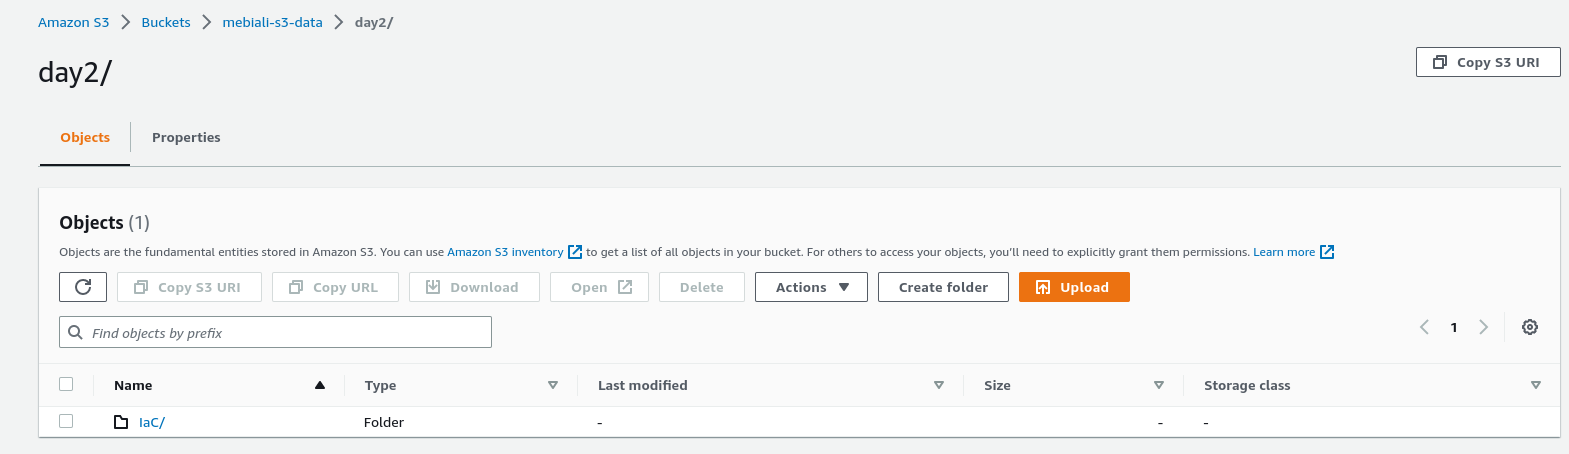 Amazon S3 Buckets mebiali-s3-data day2/
day2/
Copy S3 URI
Objects Properties
Objects (1)
Objects are the fundamental entities stored in Amazon S3. You can use Amazon S3 inventory to get a list of all objects in your bucket. For others to access your objects, you'll need to explicitly grant them permissions. Learn more
Copy S3 URI Copy URL Download Open Delete Actions Create folder Upload
Find objects by prefix 1
Name Type Last modified Size Storage class
IaC/ Folder - - -